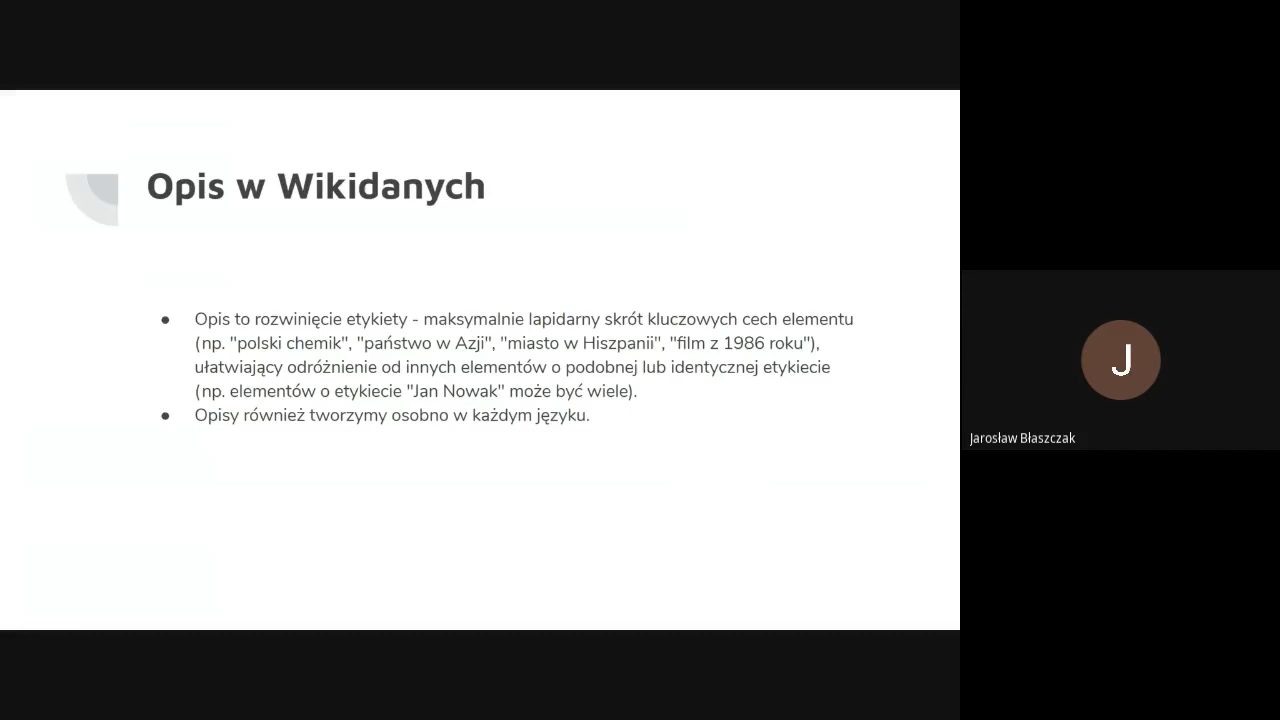 Opis w Wikidanych
● Opis to rozwinięcie etykiety - maksymalnie lapidarny skrót kluczowych cech elementu
(np. "polski chemik", "państwo w Azji", "miasto w Hiszpanii", "film z 1986 roku"),
ułatwiający odróżnienie od innych elementów o podobnej lub identycznej etykiecie
(np. elementów o etykiecie "Jan Nowak" może być wiele).
● Opisy również tworzymy osobno w każdym języku.
J
Jarosław Błaszczak